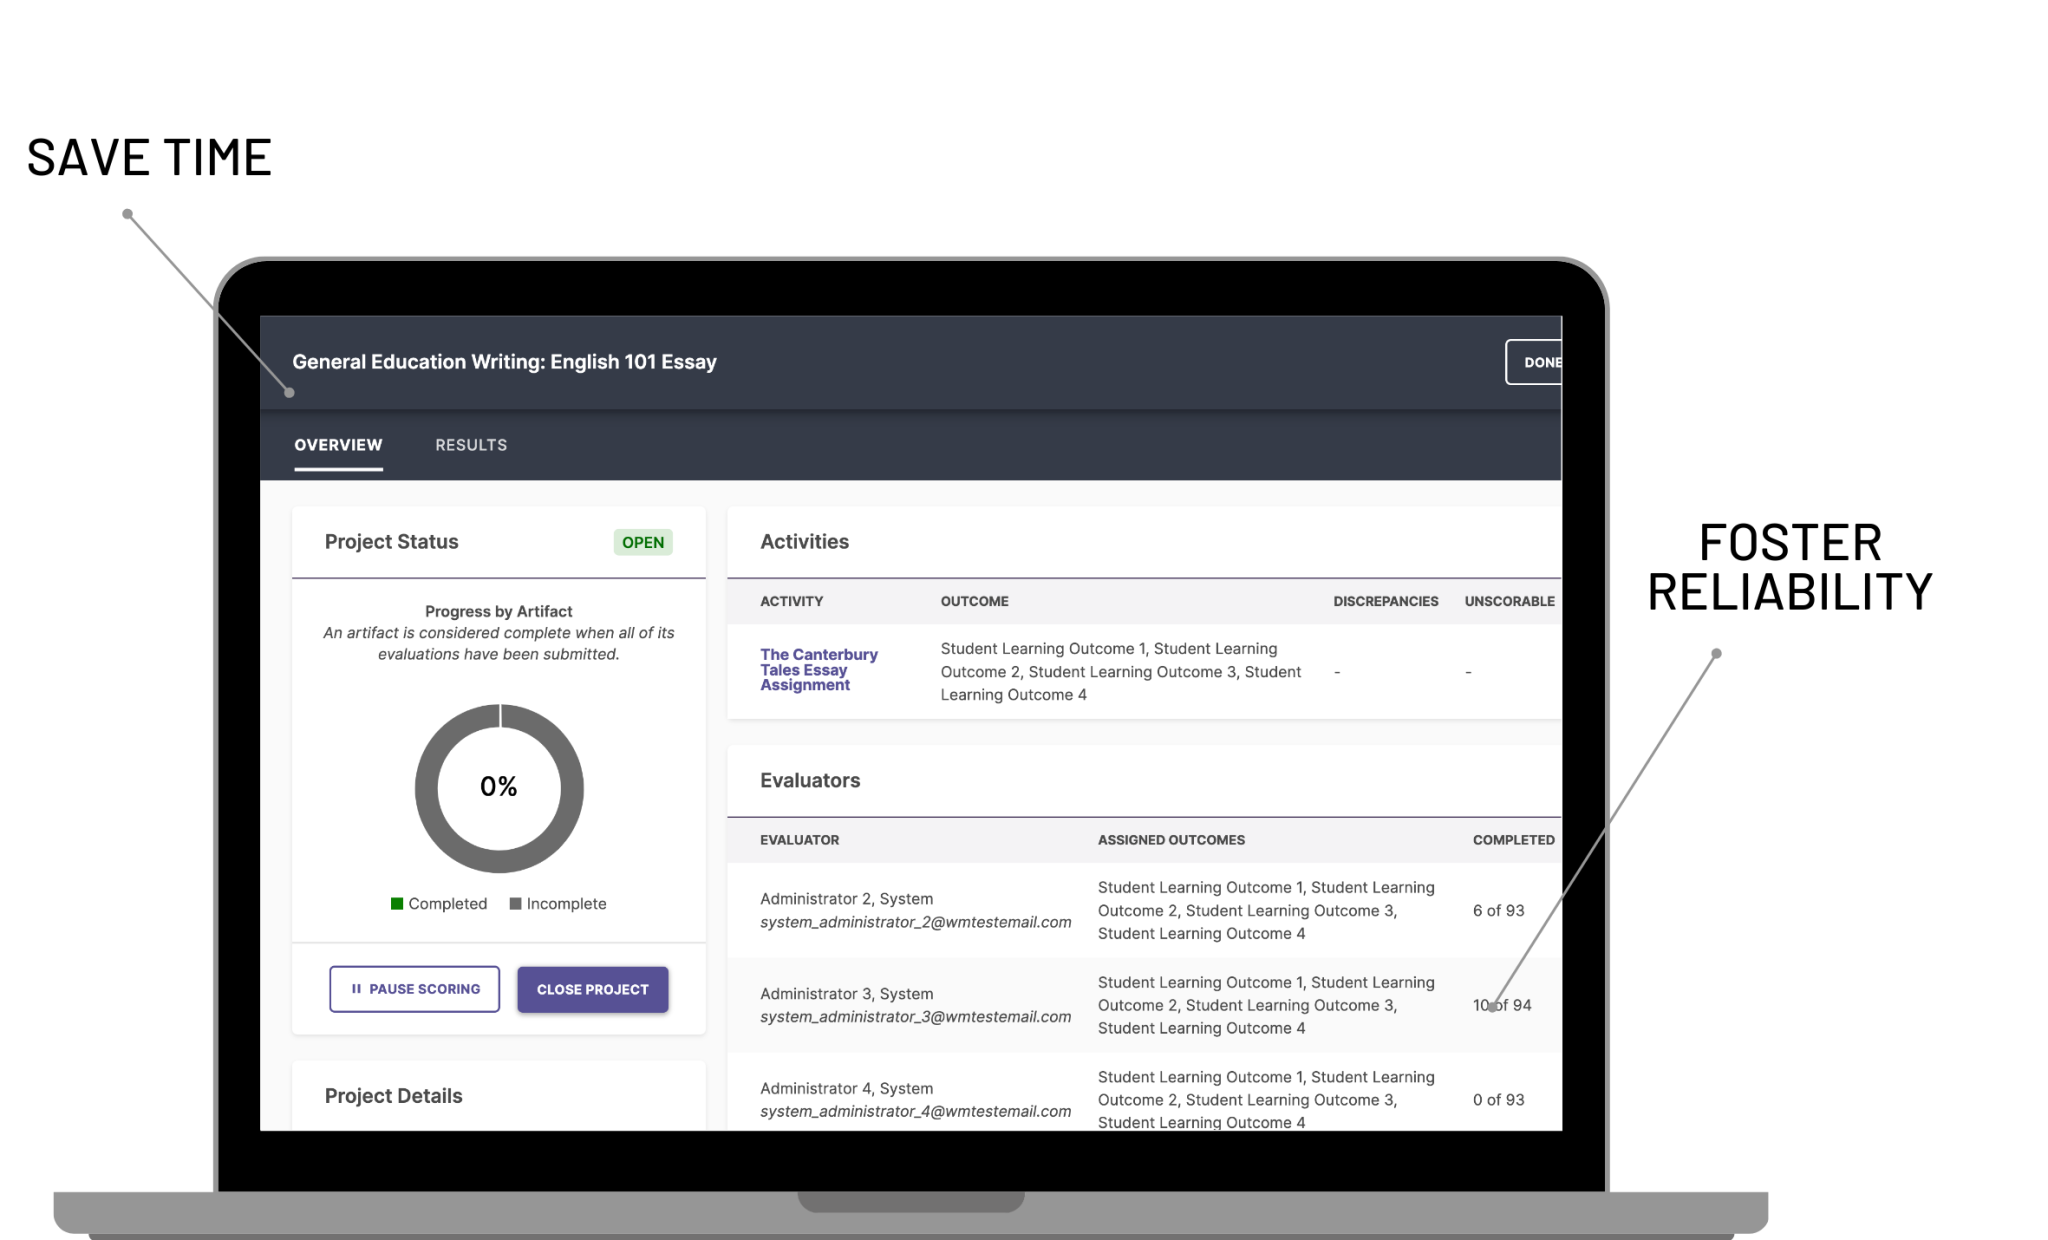 SAVE TIME
General Education Writing: English 101 Essay
DONE
OVERVIEW
RESULTS
Project Status
OPEN
Progress by Artifact
An artifact is considered complete when all of its
evaluations have been submitted.
0%
Completed
Incomplete
PAUSE SCORING
CLOSE PROJECT
Project Details
Activities
ACTIVITY OUTCOME DISCREPANCIES UNSCORABLE
The Canterbury
Tales Essay
Assignment
Student Learning Outcome 1, Student Learning
Outcome 2, Student Learning Outcome 3, Student
Learning Outcome 4
-
-
Evaluators
EVALUATOR ASSIGNED OUTCOMES COMPLETED
Administrator 2, System
system_administrator_2@wmtestemail.com
Student Learning Outcome 1, Student Learning
Outcome 2, Student Learning Outcome 3,
Student Learning Outcome 4
6 of 93
Administrator 3, System
system_administrator_3@wmtestemail.com
Student Learning Outcome 1, Student Learning
Outcome 2, Student Learning Outcome 3,
Student Learning Outcome 4
10 of 94
Administrator 4, System
system_administrator_4@wmtestemail.com
Student Learning Outcome 1, Student Learning
Outcome 2, Student Learning Outcome 3,
Student Learning Outcome 4
0 of 93
FOSTER
RELIABILITY